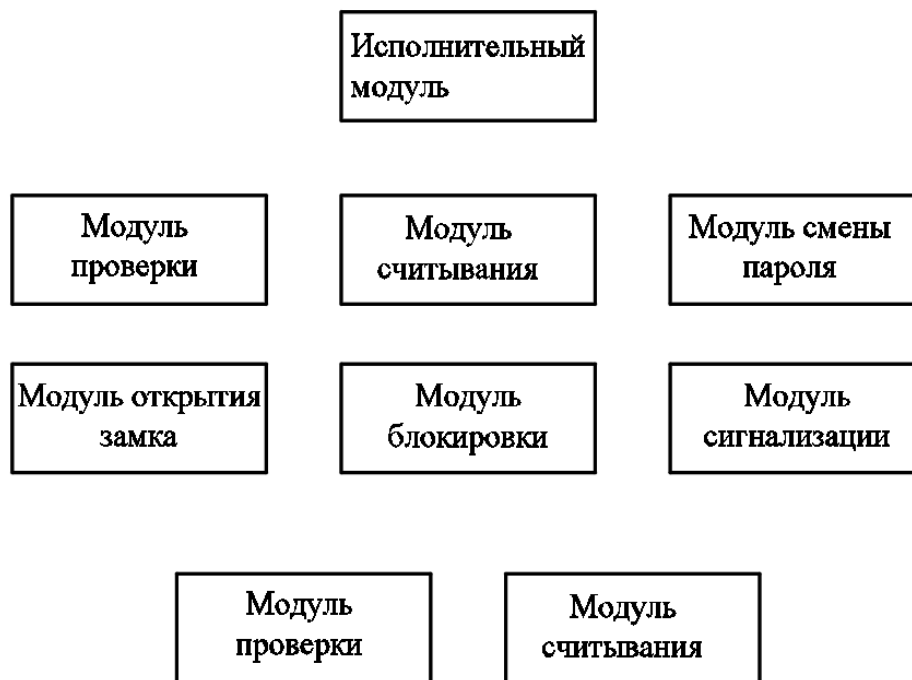 Исполнительный
модуль
Модуль
проверки
Модуль
считывания
Модуль смены
пароля
Модуль открытия
замка
Модуль
блокировки
Модуль
сигнализации
Модуль
проверки
Модуль
считывания